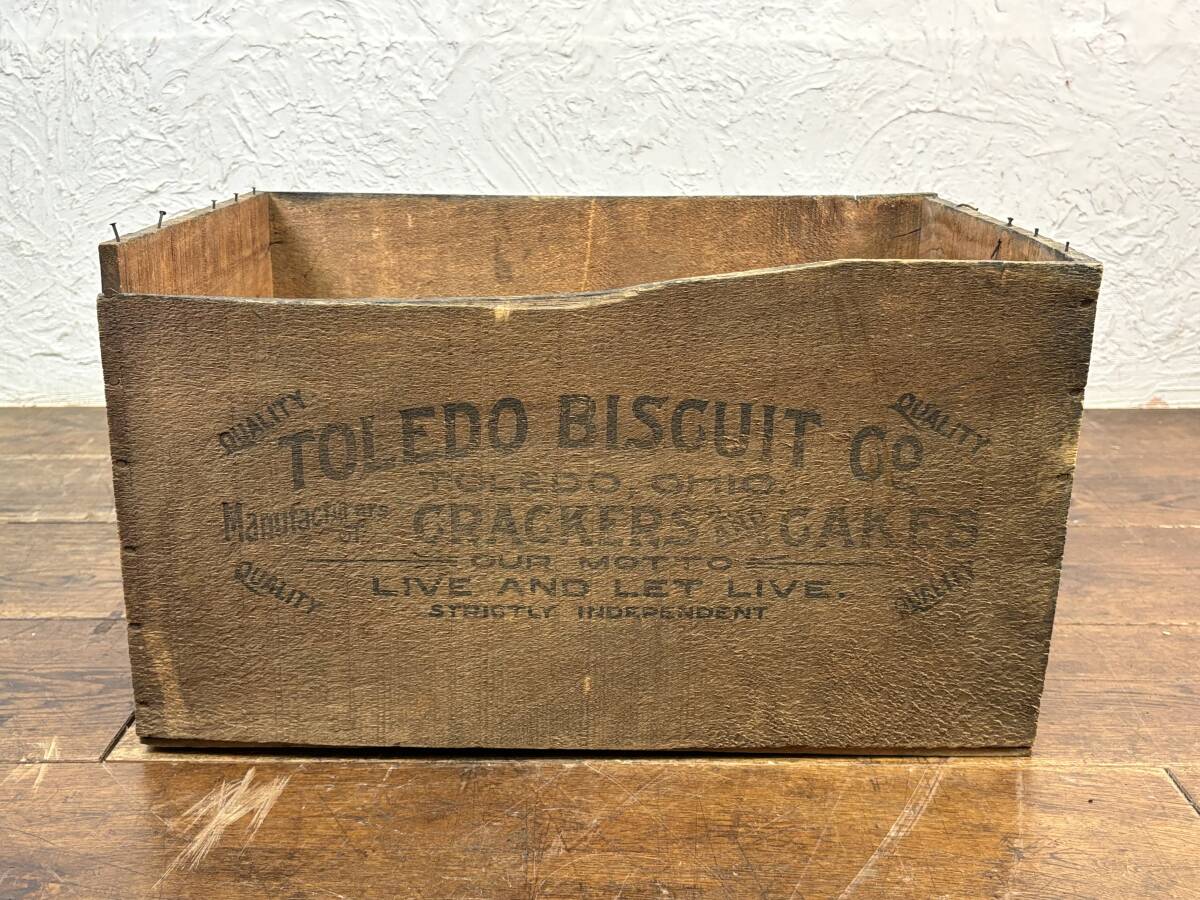 QUALITY QUALITY
TOLEDO BISCUIT Co.
TOLEDO, OHIO.
Manufacturers OF CRACKERS AND CAKES
OUR MOTTO
LIVE AND LET LIVE.
QUALITY QUALITY
STRICTLY INDEPENDENT